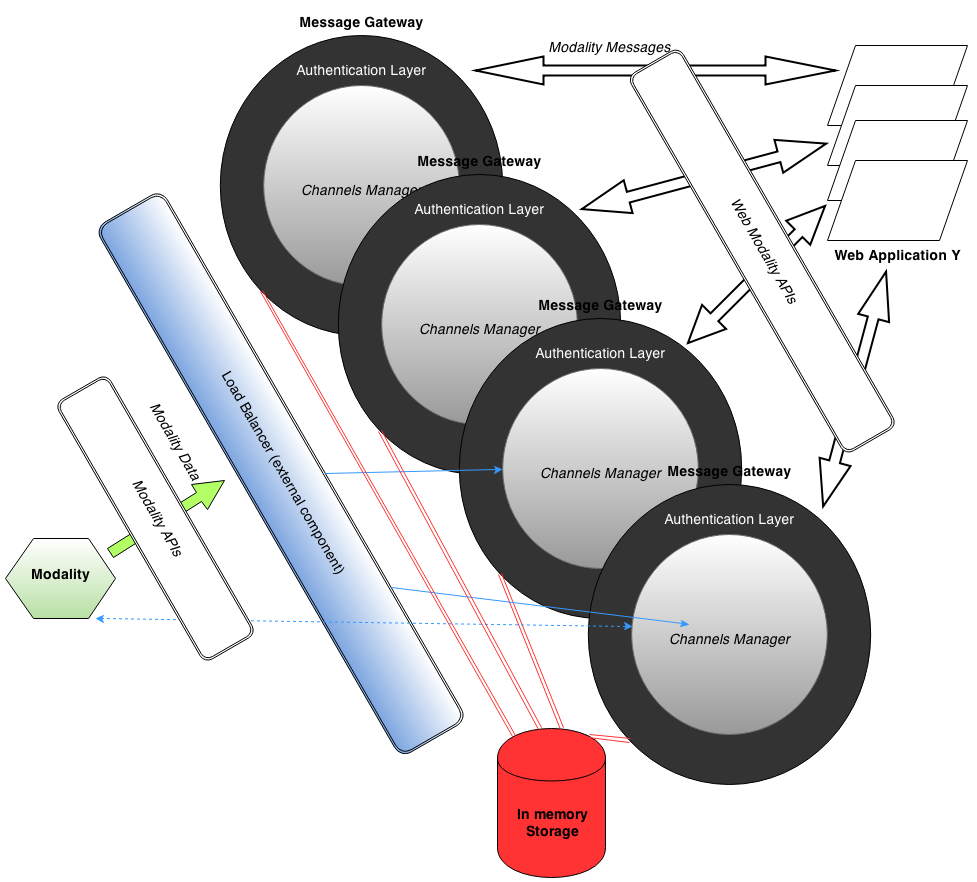 Message Gateway
Modality Messages
Authentication Layer
Channels Manager
Message Gateway
Authentication Layer
Channels Manager
Web Modality APIs
Web Application Y
Message Gateway
Authentication Layer
Channels Manager
Load Balancer (external component)
Modality Data
Modality APIs
Modality
Message Gateway
Authentication Layer
Channels Manager
In memory
Storage